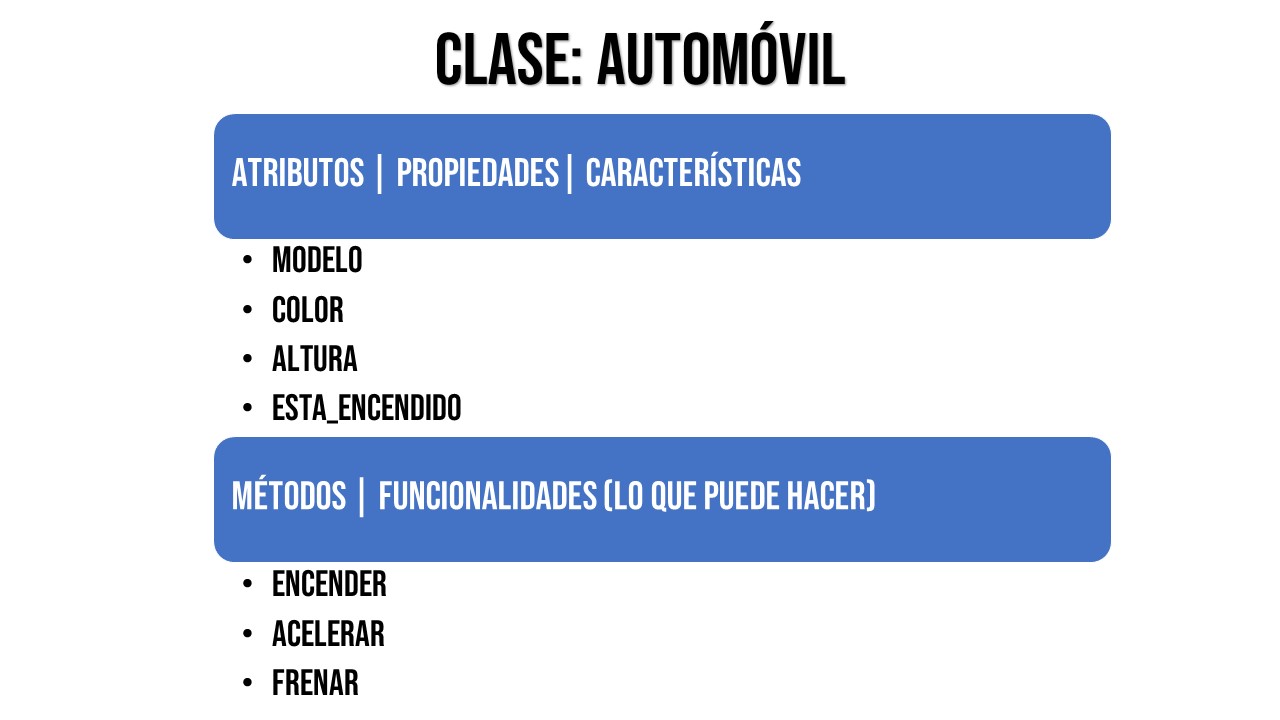 CLASE: AUTOMÓVIL
ATRIBUTOS | PROPIEDADES| CARACTERÍSTICAS
• MODELO
• COLOR
• ALTURA
• ESTA_ENCENDIDO
MÉTODOS | FUNCIONALIDADES (LO QUE PUEDE HACER)
• ENCENDER
• ACELERAR
• FRENAR